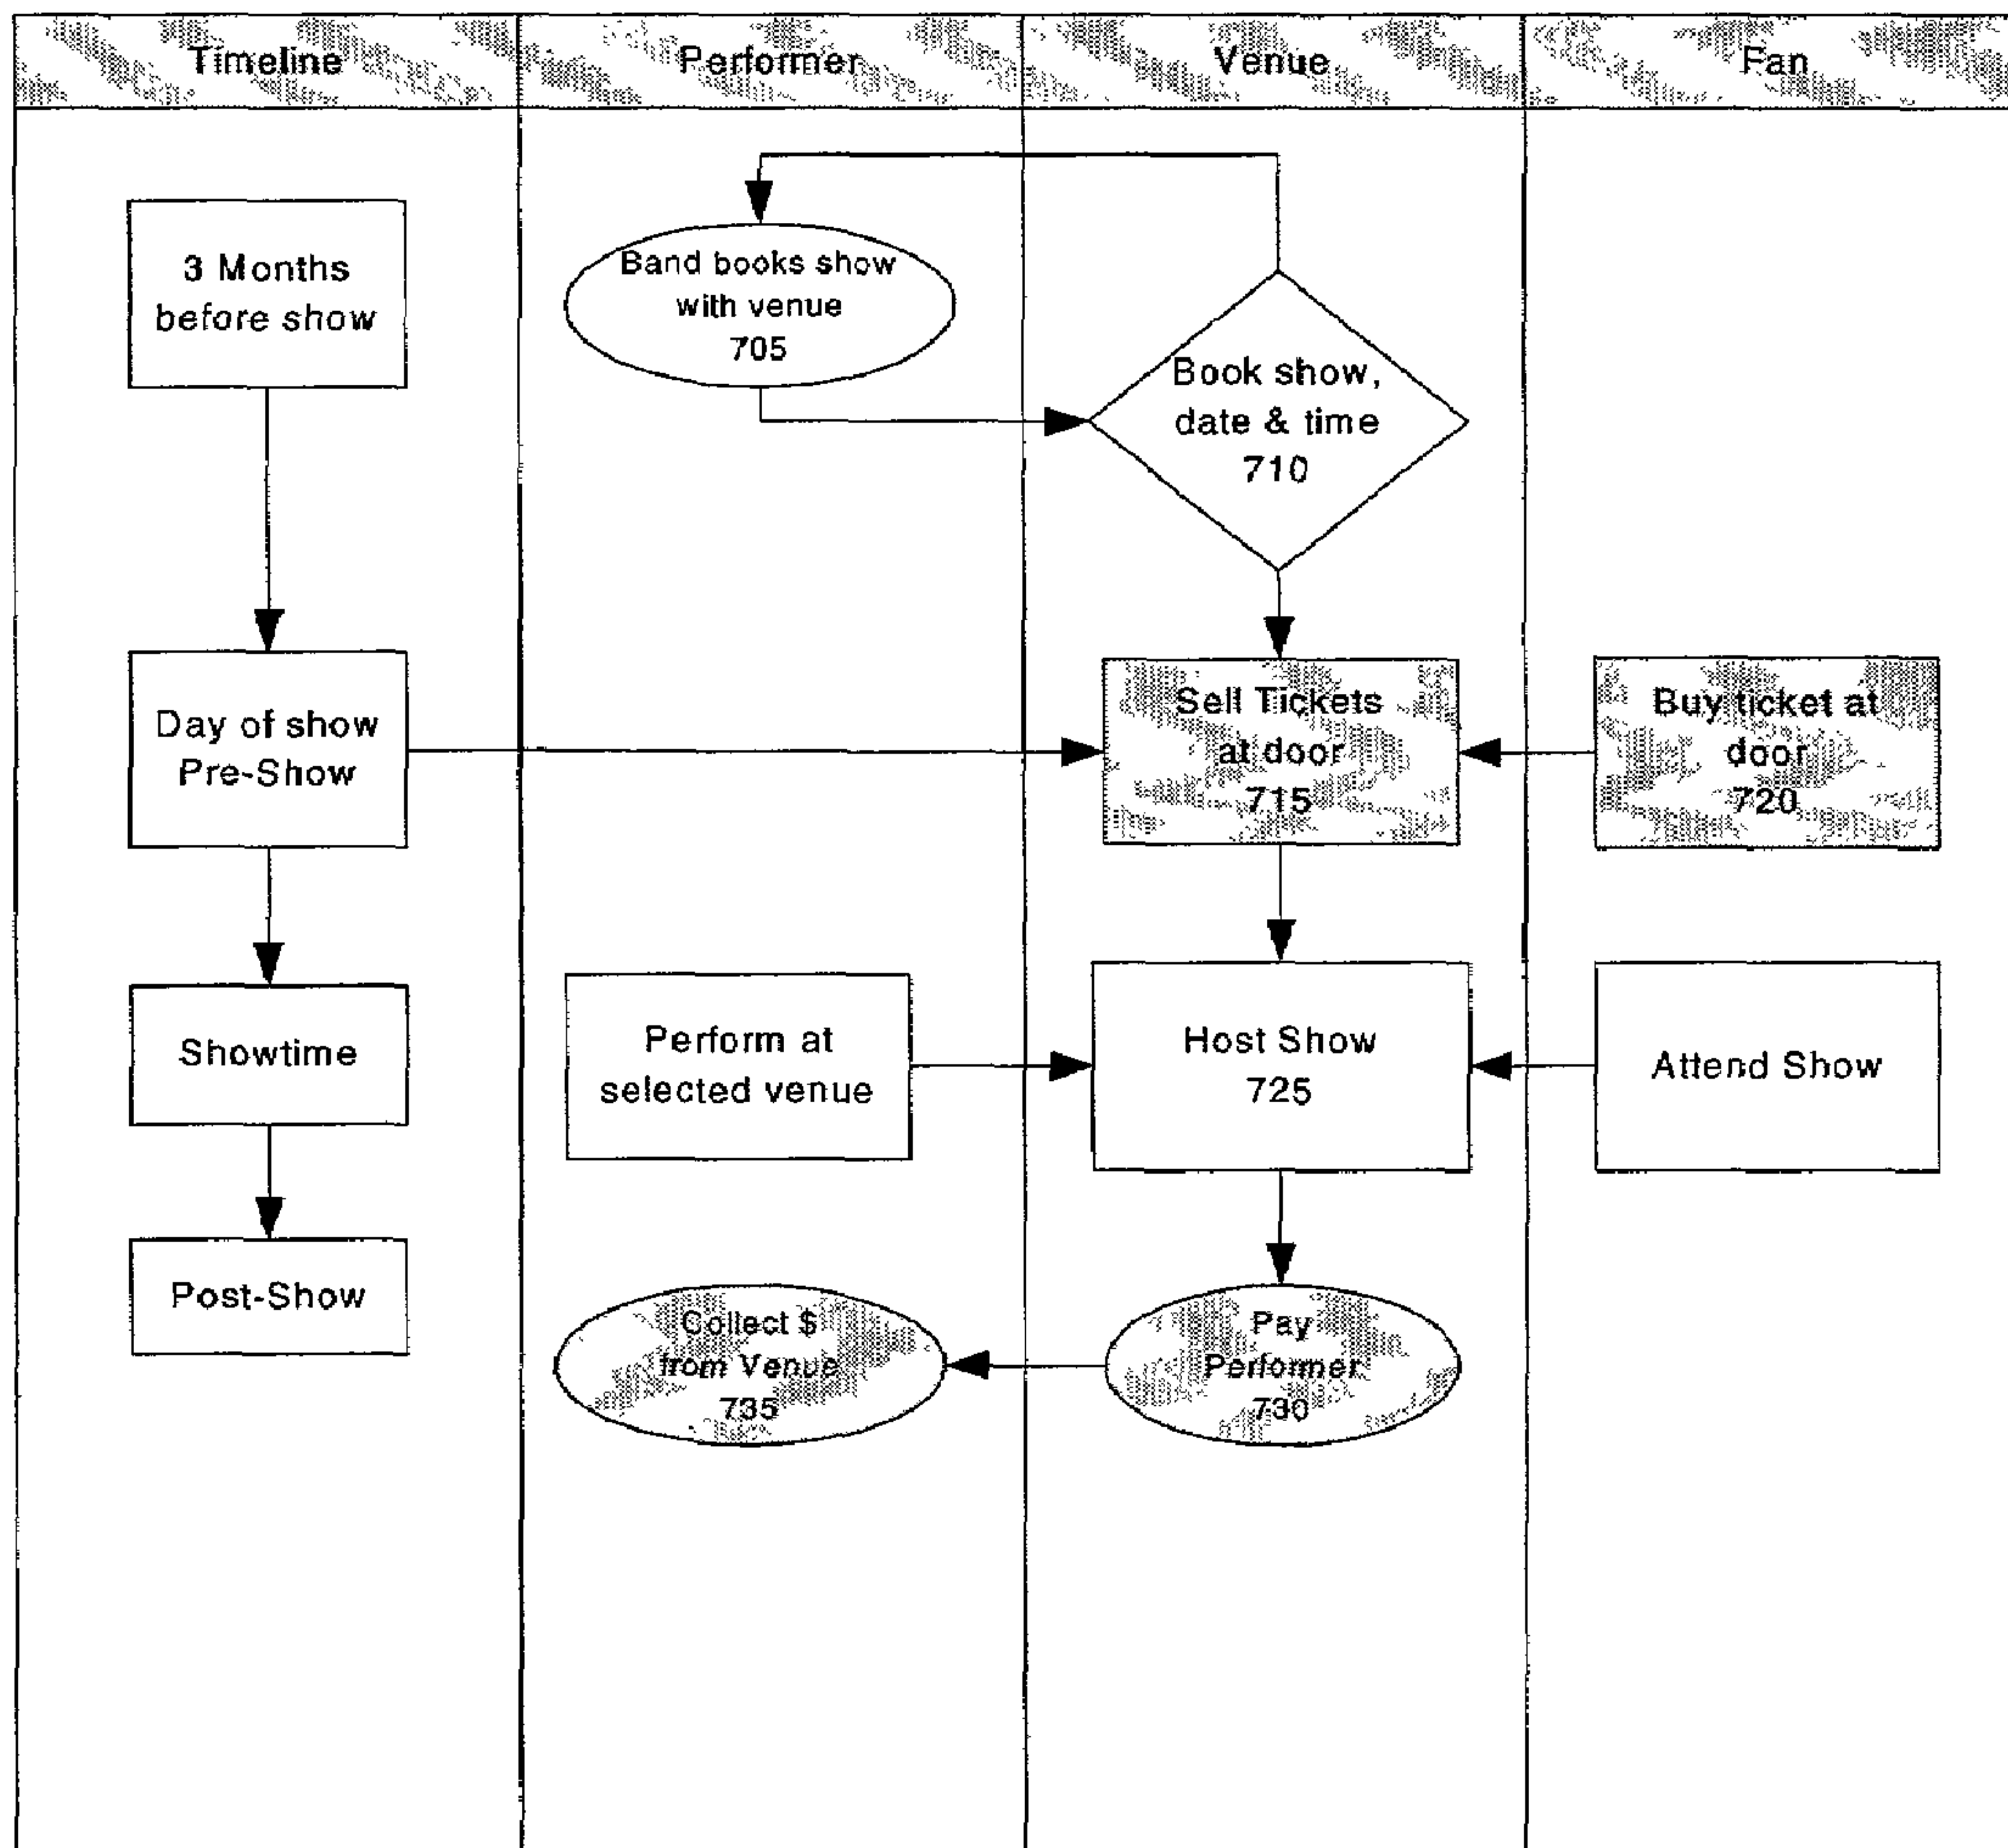 Timeline
Performer
Venue
Fan
3 Months
before show
Band books show
with venue
705
Book show,
date & time
710
Day of show
Pre-Show
Sell Tickets
at door
715
Buy ticket at
door
720
Showtime
Perform at
selected venue
Host Show
725
Attend Show
Post-Show
Collect $
from Venue
735
Pay
Performer
730